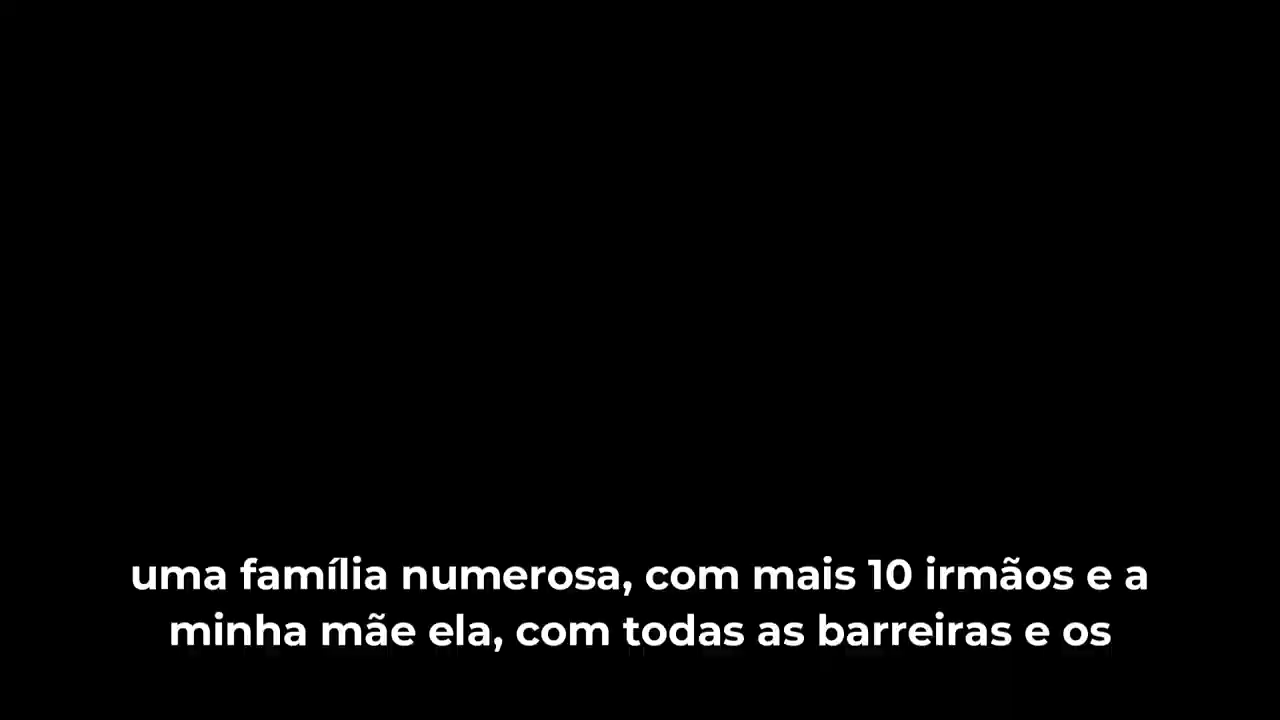 uma família numerosa, com mais 10 irmãos e a
minha mãe ela, com todas as barreiras e os